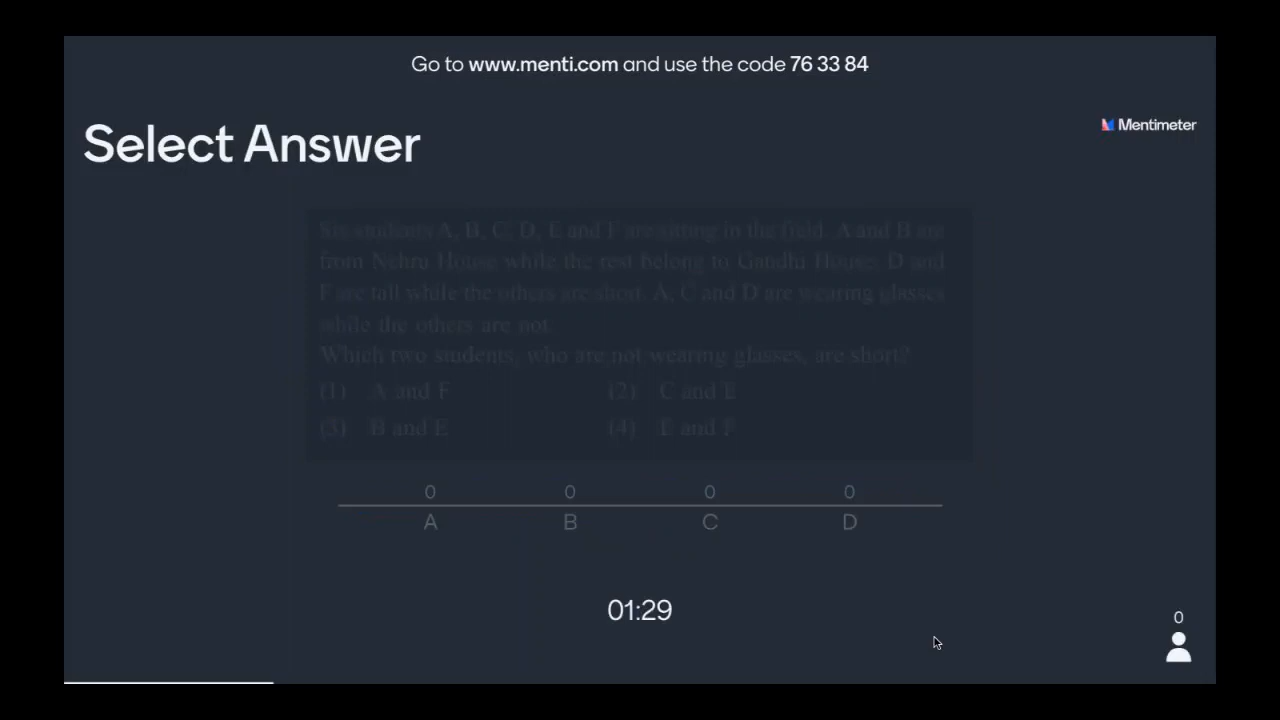 Go to www.menti.com and use the code 76 33 84
Mentimeter
Select Answer
Six students A, B, C, D, E and F are sitting in the field. A and B are
from Nehru House while the rest belong to Gandhi House. D and
F are tall while the others are short. A, C and D are wearing glasses
while the others are not.
Which two students, who are not wearing glasses, are short?
(1) A and F (2) C and E
(3) B and E (4) E and F
0 0 0 0
A B C D
01:29
0